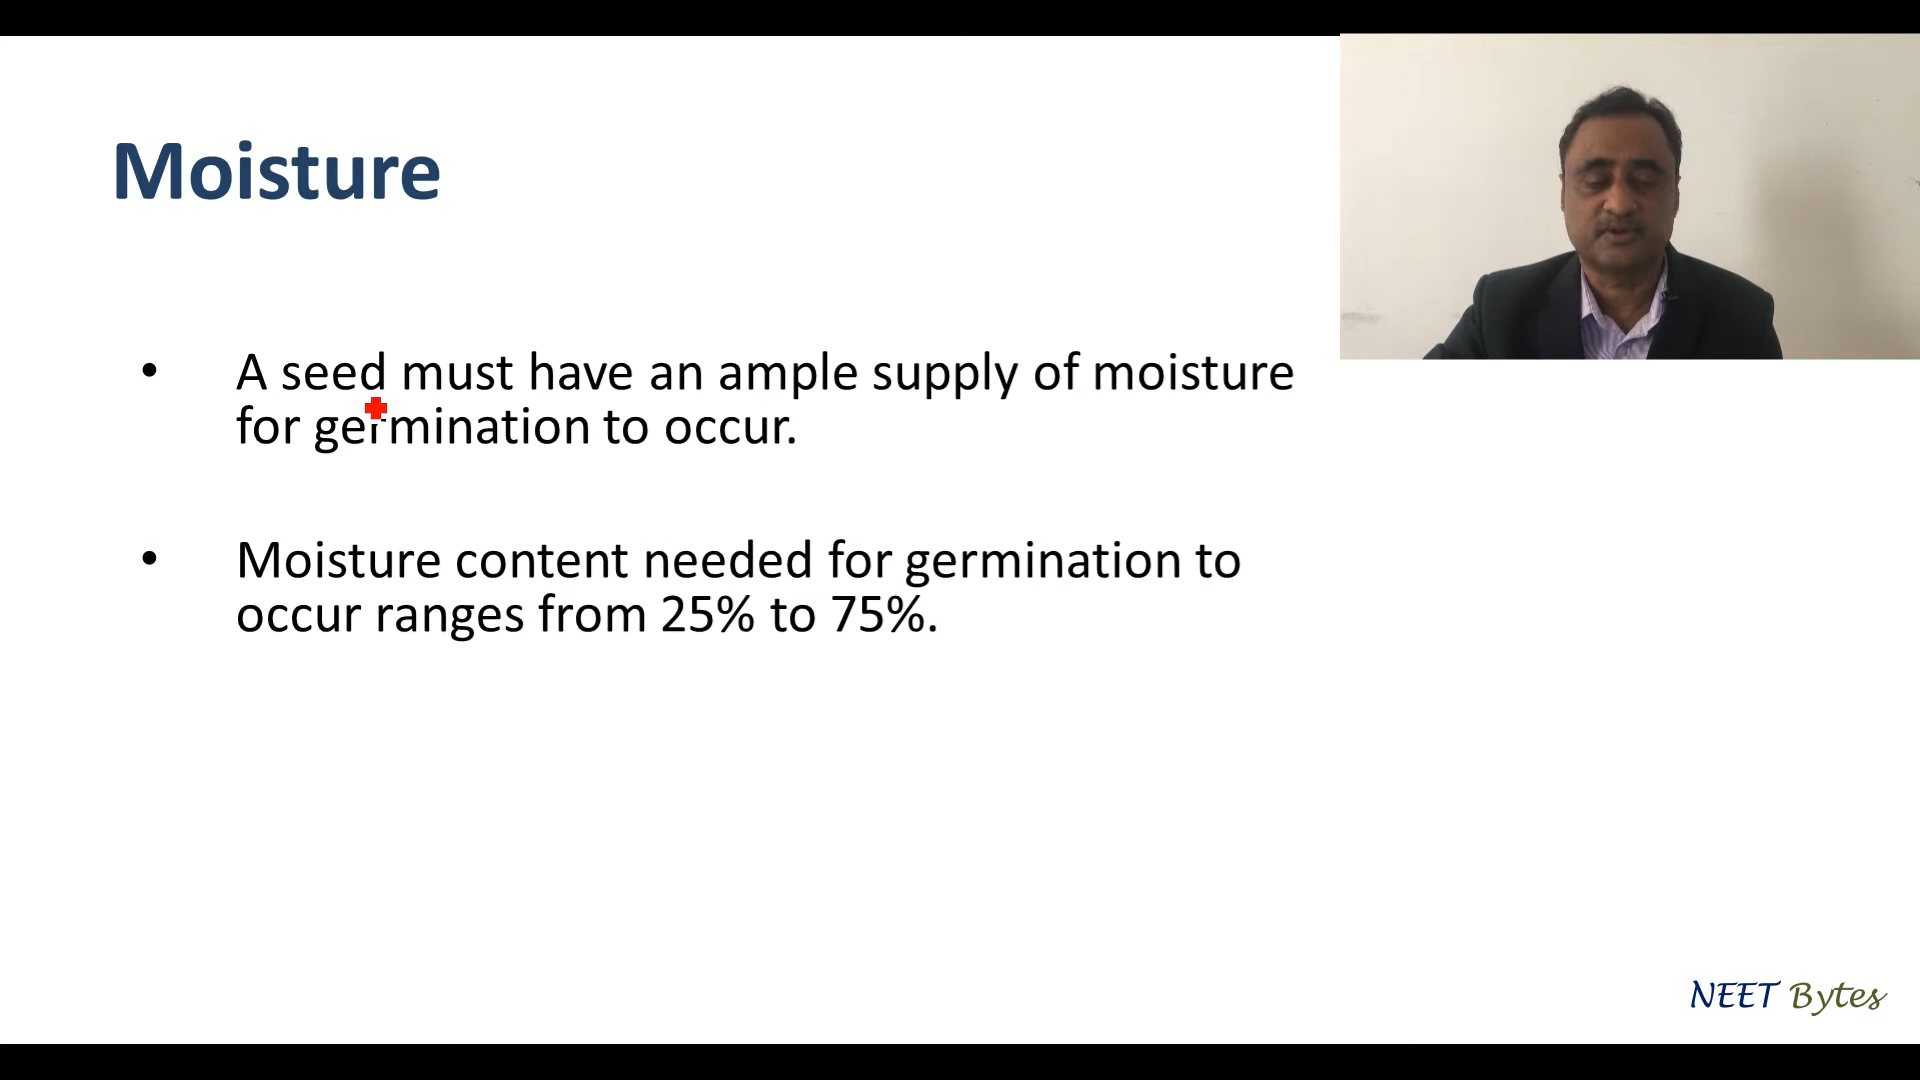 Moisture
• A seed must have an ample supply of moisture
for germination to occur.
• Moisture content needed for germination to
occur ranges from 25% to 75%.
NEET Bytes